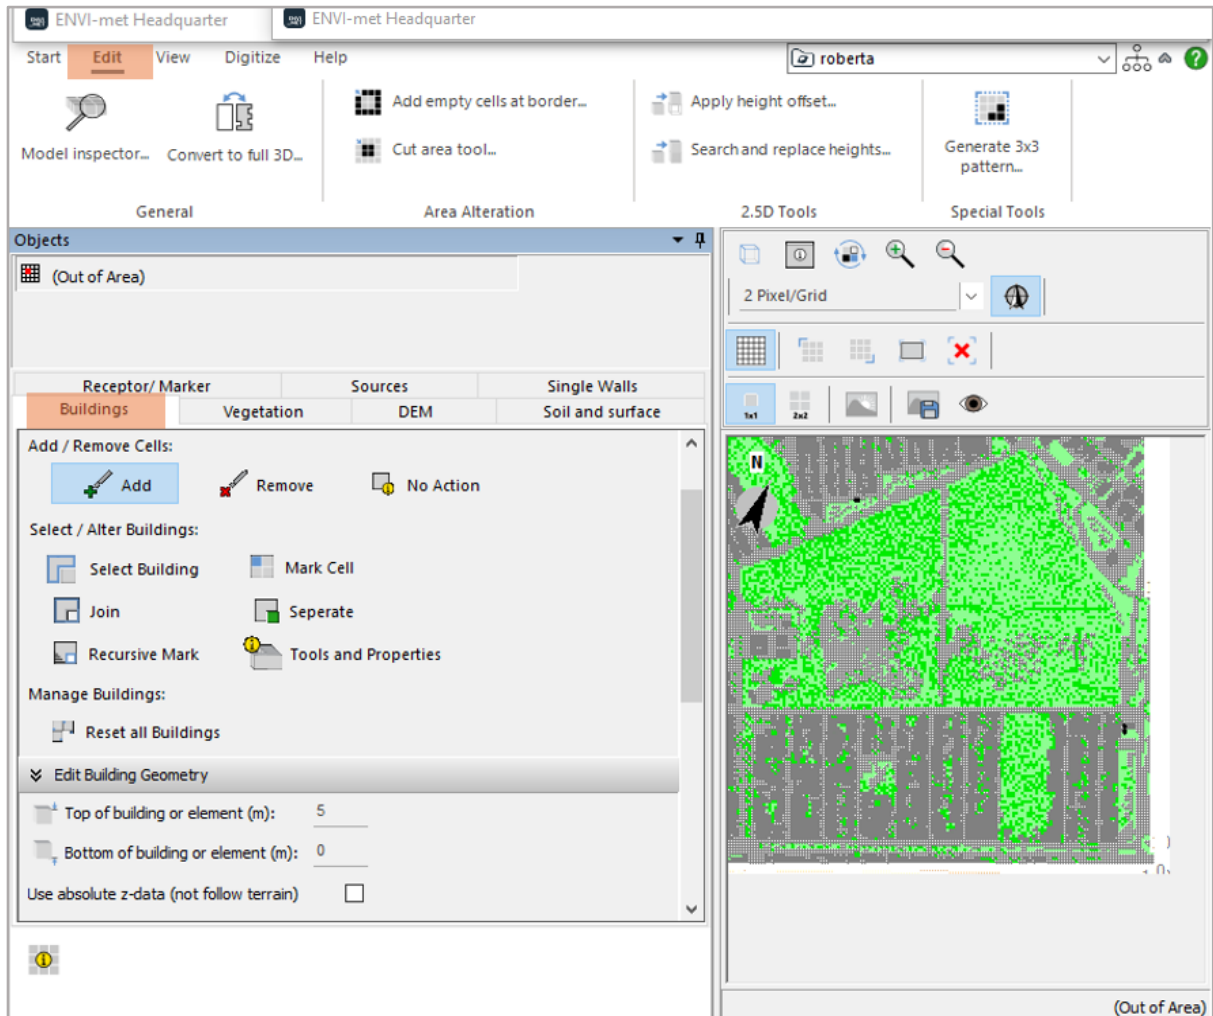 ENVI-met Headquarter
ENVI-met Headquarter
Start Edit View Digitize Help
roberta
?
Model inspector...
Convert to full 3D...
Add empty cells at border...
Cut area tool...
Apply height offset...
Search and replace heights...
Generate 3x3
pattern...
General
Area Alteration
2.5D Tools
Special Tools
Objects
(Out of Area)
2 Pixel/Grid
Receptor/ Marker Sources Single Walls
Buildings Vegetation DEM Soil and surface
1x1 2x2
Add / Remove Cells:
Add Remove No Action
Select / Alter Buildings:
Select Building Mark Cell
Join Seperate
Recursive Mark Tools and Properties
Manage Buildings:
Reset all Buildings
Edit Building Geometry
Top of building or element (m): 5
Bottom of building or element (m): 0
Use absolute z-data (not follow terrain)
N
(Out of Area)